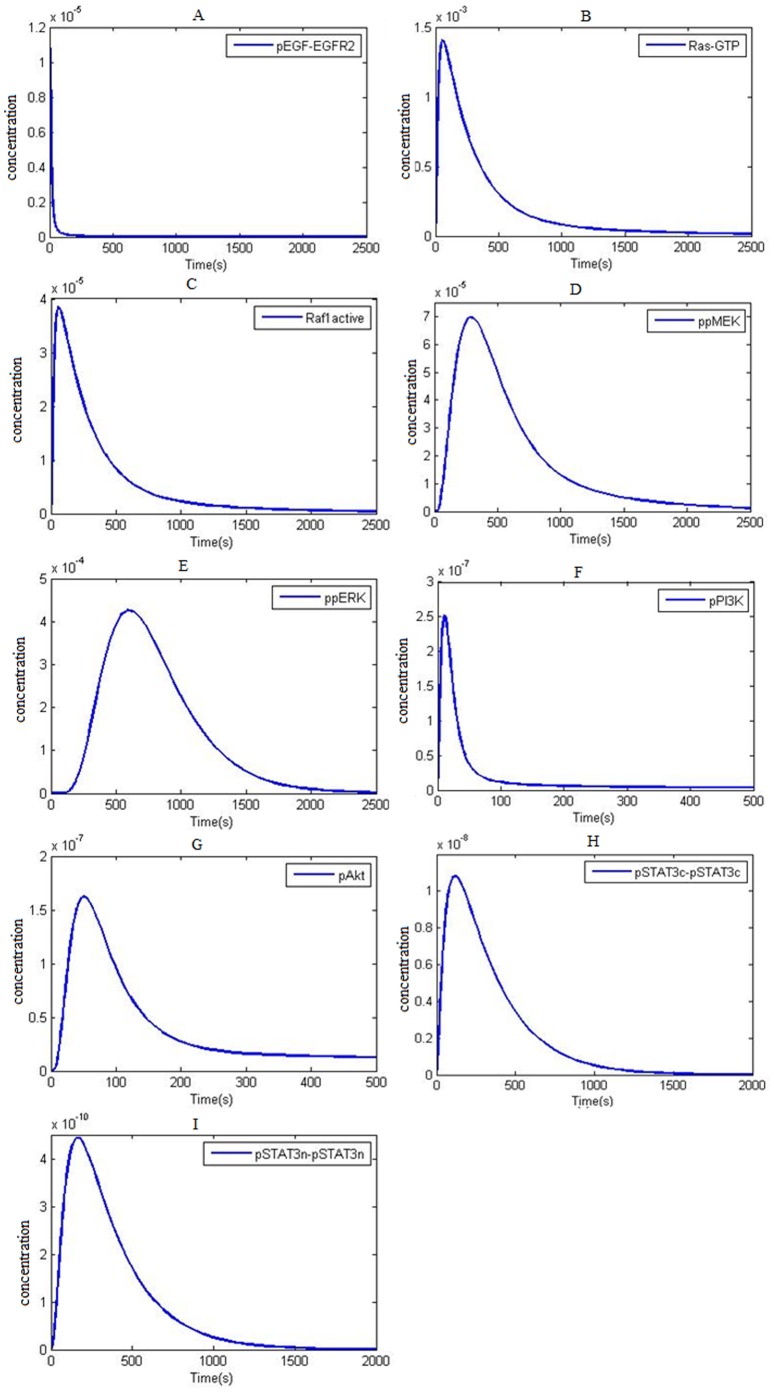 A
x 10-5
1.2
1
0.8
0.6
0.4
0.2
0
concentration
pEGF-EGFR2
0 500 1000 1500 2000 2500
Time(s)
B
x 10-3
1.5
1
0.5
0
concentration
Ras-GTP
0 500 1000 1500 2000 2500
Time(s)
C
x 10-5
4
3
2
1
0
concentration
Raf1active
0 500 1000 1500 2000 2500
Time(s)
D
x 10-5
7
6
5
4
3
2
1
0
concentration
ppMEK
0 500 1000 1500 2000 2500
Time(s)
E
x 10-4
5
4
3
2
1
0
concentration
ppERK
0 500 1000 1500 2000 2500
Time(s)
F
x 10-7
3
2.5
2
1.5
1
0.5
0
concentration
pPI3K
0 100 200 300 400 500
Time(s)
G
x 10-7
2
1.5
1
0.5
0
concentration
pAkt
0 100 200 300 400 500
Time(s)
H
x 10-8
1
0.8
0.6
0.4
0.2
0
concentration
pSTAT3c-pSTAT3c
0 500 1000 1500 2000
Time(s)
I
x 10-10
4
3
2
1
0
concentration
pSTAT3n-pSTAT3n
0 500 1000 1500 2000
Time(s)